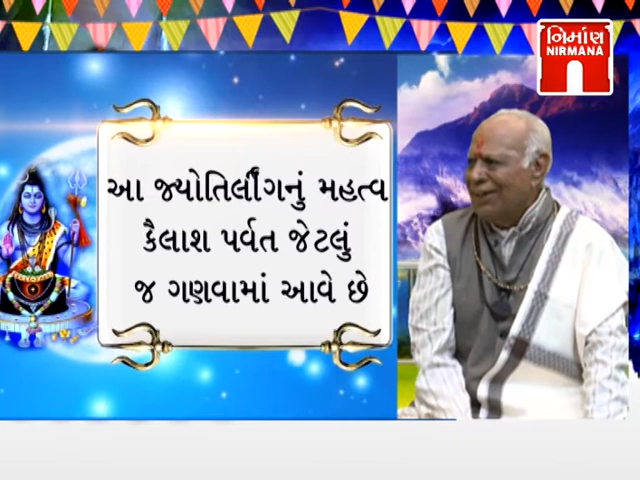 નિર્માણ
NIRMANA
આ જ્યોતિર્લીંગનું મહત્વ
કૈલાશ પર્વત જેટલું
જ ગણવામાં આવે છે